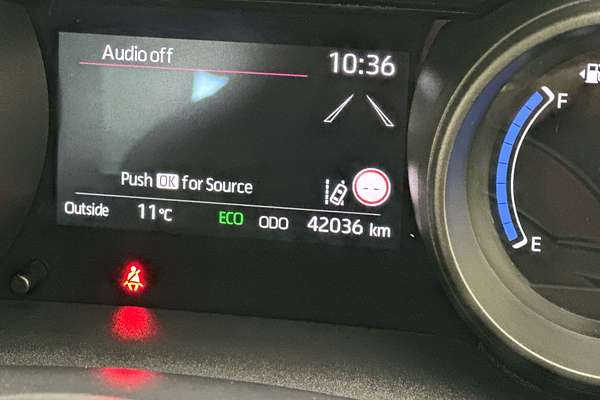 Audio off
10:36
Push OK for Source
--
Outside 11°C ECO ODO 42036 km
F
E